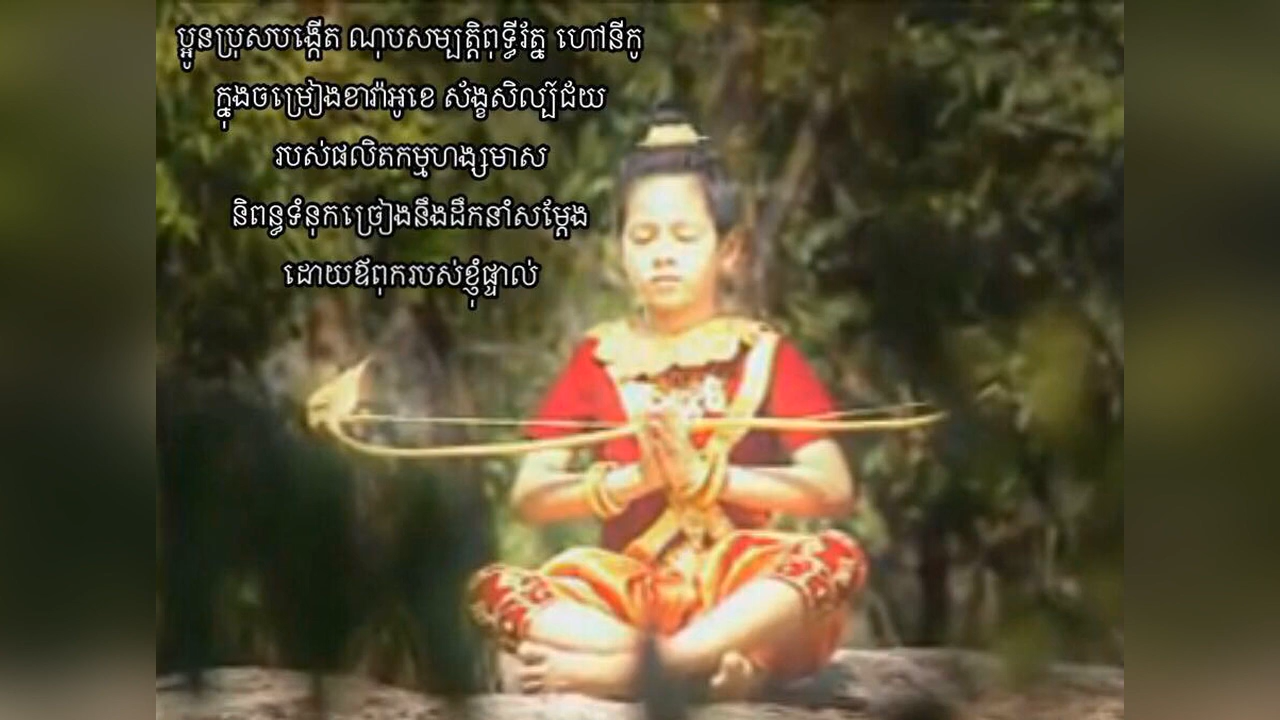 ប្អូនប្រុសបង្កើត ណុបសម្បត្តិពុទ្ធីរ័ត្ន ហៅនីកូ
ក្នុងចម្រៀងខារ៉ាអូខេ ស័ង្ខសិល្ប៍ជ័យ
របស់ផលិតកម្មហង្សមាស
និពន្ធទំនុកច្រៀងនឹងដឹកនាំសម្តែង
ដោយឪពុករបស់ខ្ញុំផ្ទាល់